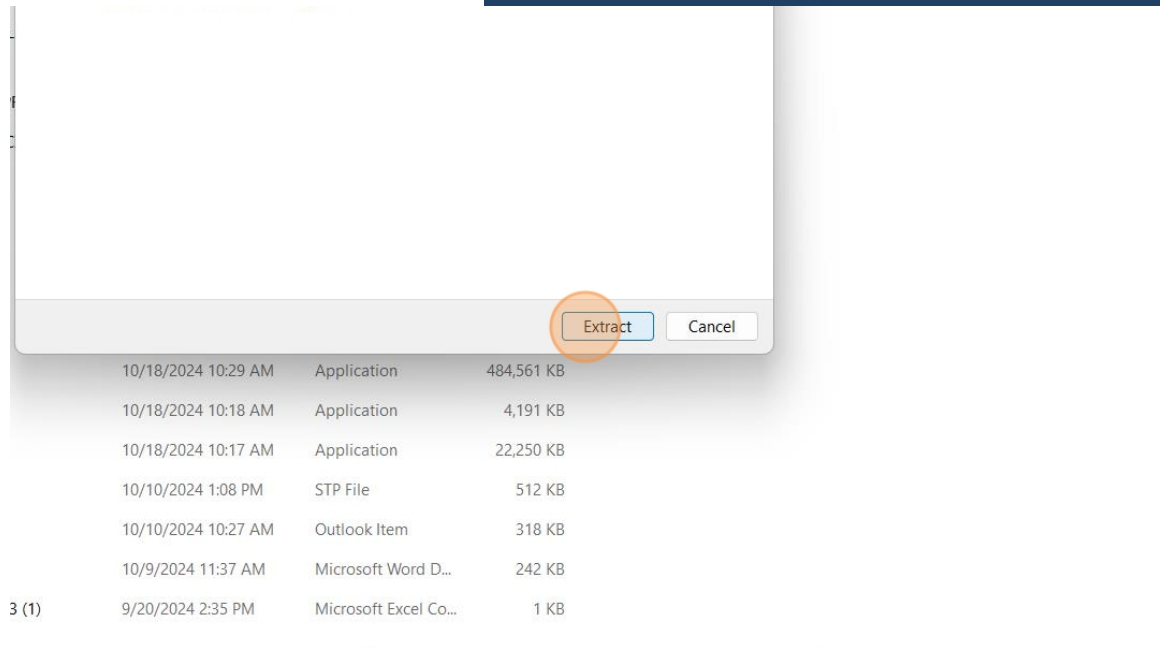 Extract Cancel
10/18/2024 10:29 AM Application 484,561 KB
10/18/2024 10:18 AM Application 4,191 KB
10/18/2024 10:17 AM Application 22,250 KB
10/10/2024 1:08 PM STP File 512 KB
10/10/2024 10:27 AM Outlook Item 318 KB
10/9/2024 11:37 AM Microsoft Word D... 242 KB
3 (1) 9/20/2024 2:35 PM Microsoft Excel Co... 1 KB